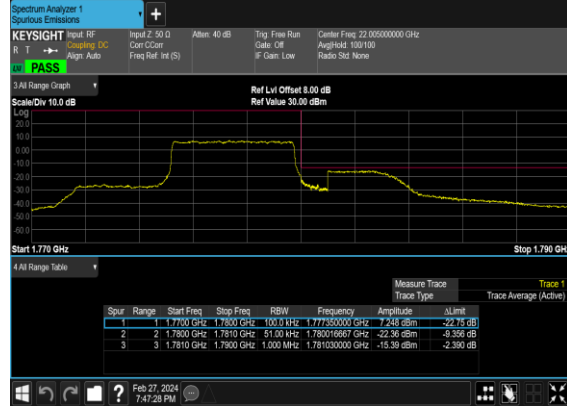 Spectrum Analyzer 1
Spurious Emissions
KEYSIGHT Input: RF Input Z: 50 Ω Atten: 40 dB Trig: Free Run Center Freq: 22.005000000 GHz
R T Coupling: DC Corr CCorr Gate: Off Avg|Hold: 100/100
Align: Auto Freq Ref: Int (S) IF Gain: Low Radio Std: None
LW PASS
3 All Range Graph
Ref Lvl Offset 8.00 dB
Scale/Div 10.0 dB Ref Value 30.00 dBm
Log
20.0
10.0
0.00
-10.0
-20.0
-30.0
-40.0
-50.0
-60.0
Start 1.770 GHz Stop 1.790 GHz
4 All Range Table
Measure Trace Trace 1
Trace Type Trace Average (Active)
Spur Range Start Freq Stop Freq RBW Frequency Amplitude ΔLimit
1 1 1.7700 GHz 1.7800 GHz 100.0 kHz 1.777350000 GHz 7.248 dBm -22.75 dB
2 2 1.7800 GHz 1.7810 GHz 51.00 kHz 1.780016667 GHz -22.36 dBm -9.356 dB
3 3 1.7810 GHz 1.7900 GHz 1.000 MHz 1.781030000 GHz -15.39 dBm -2.390 dB
? Feb 27, 2024
7:47:28 PM